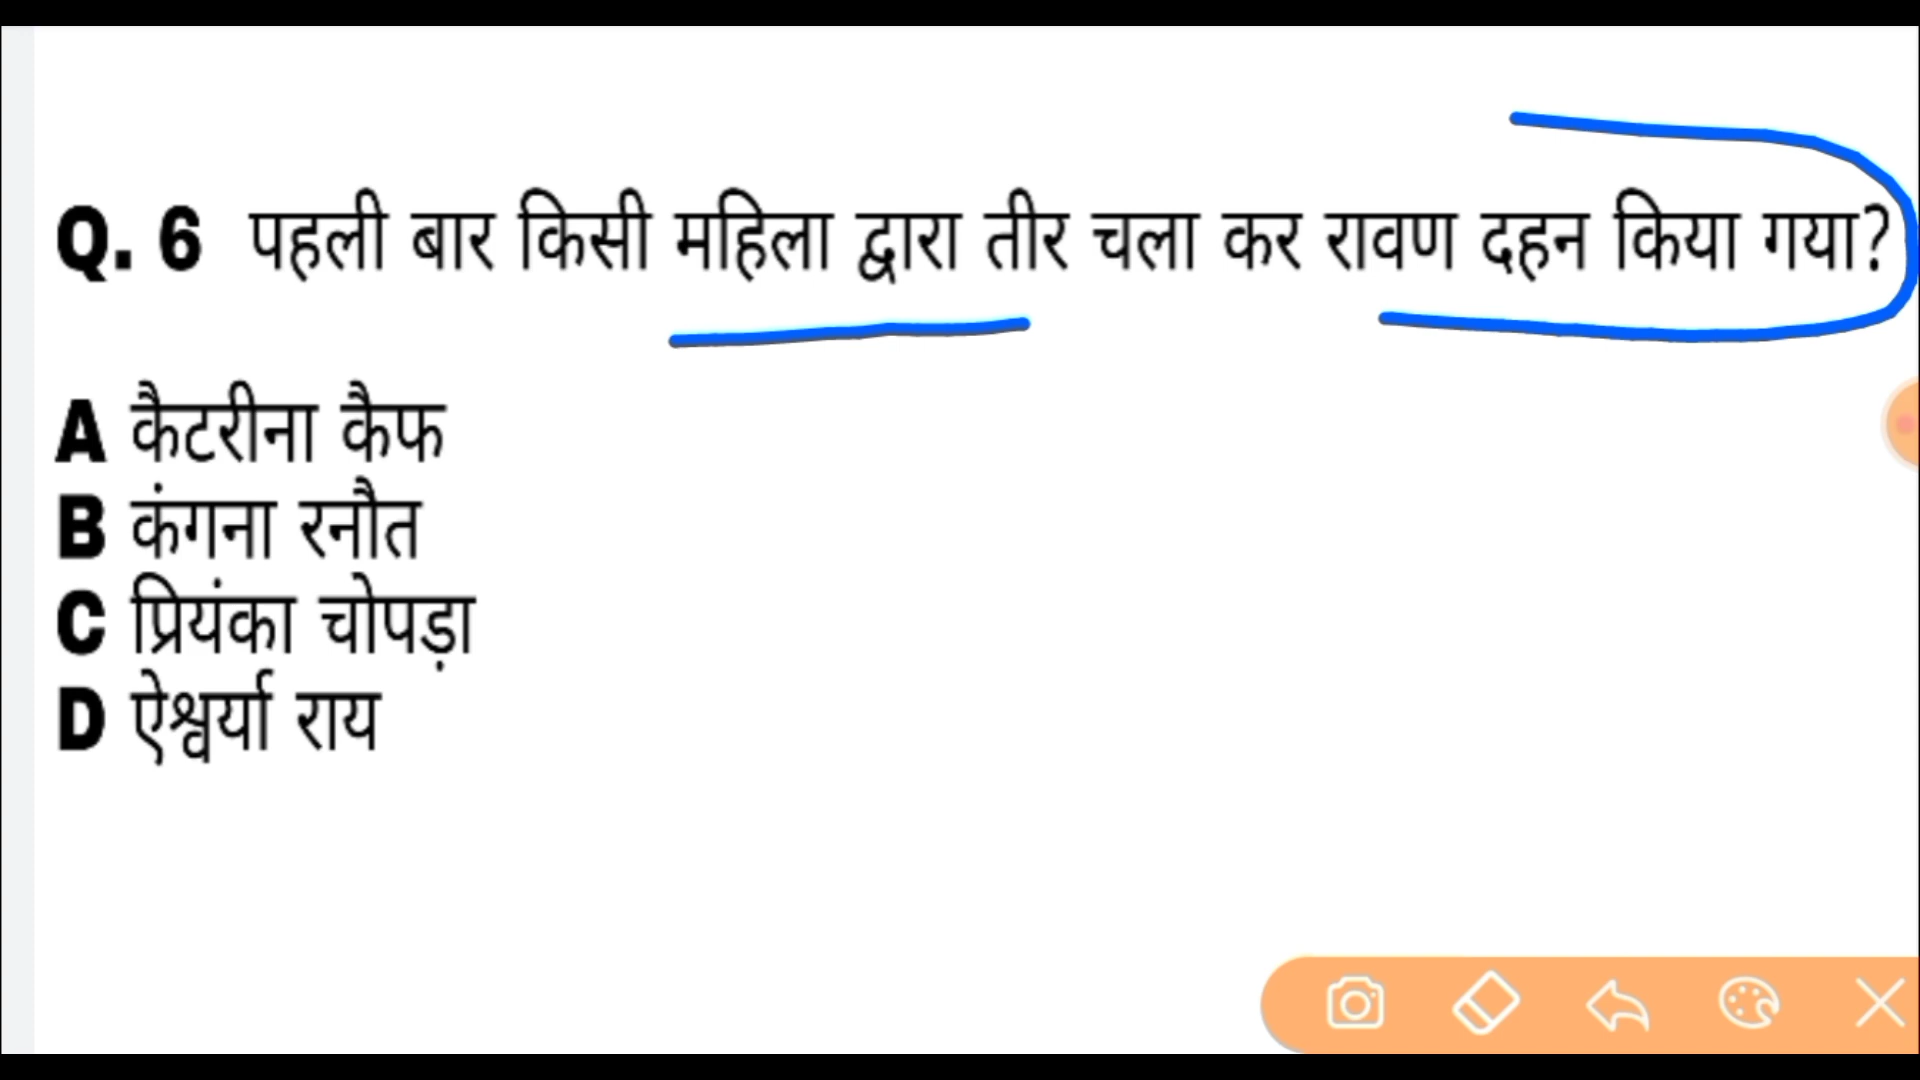 Q. 6 पहली बार किसी महिला द्वारा तीर चला कर रावण दहन किया गया?
A कैटरीना कैफ
B कंगना रनौत
C प्रियंका चोपड़ा
D ऐश्वर्या राय